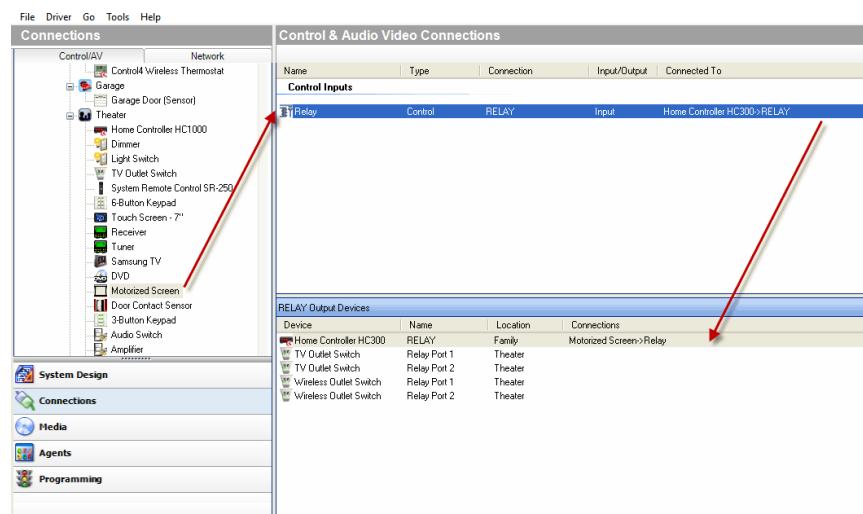 File Driver Go Tools Help
Connections
Control & Audio Video Connections
Control/AV Network
Control4 Wireless Thermostat
Garage
Garage Door (Sensor)
Theater
Home Controller HC1000
Dimmer
Light Switch
TV Outlet Switch
System Remote Control SR-250
6-Button Keypad
Touch Screen - 7"
Receiver
Tuner
Samsung TV
DVD
Motorized Screen
Door Contact Sensor
3-Button Keypad
Audio Switch
Amplifier
System Design
Connections
Media
Agents
Programming
Name Type Connection Input/Output Connected To
Control Inputs
Relay Control RELAY Input Home Controller HC300->RELAY
RELAY Output Devices
Device Name Location Connections
Home Controller HC300 RELAY Family Motorized Screen->Relay
TV Outlet Switch Relay Port 1 Theater
TV Outlet Switch Relay Port 2 Theater
Wireless Outlet Switch Relay Port 1 Theater
Wireless Outlet Switch Relay Port 2 Theater